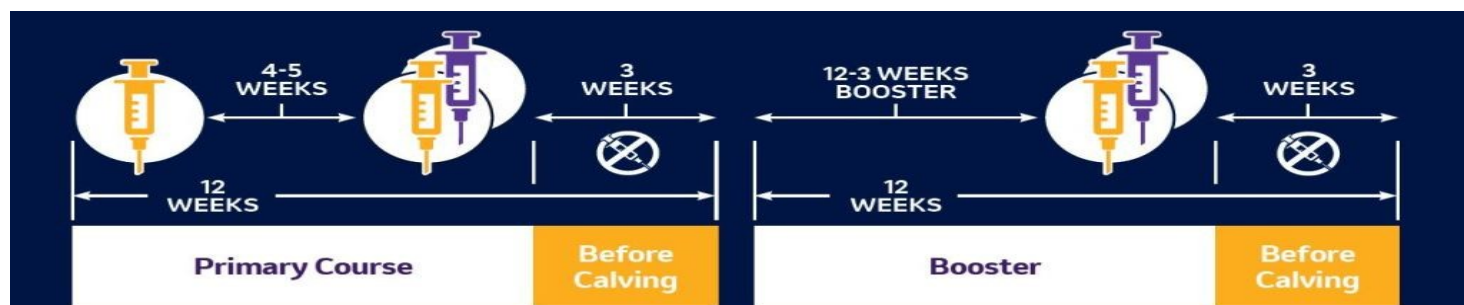 4-5
WEEKS
3
WEEKS
12
WEEKS
Primary Course
Before
Calving
12-3 WEEKS
BOOSTER
3
WEEKS
12
WEEKS
Booster
Before
Calving